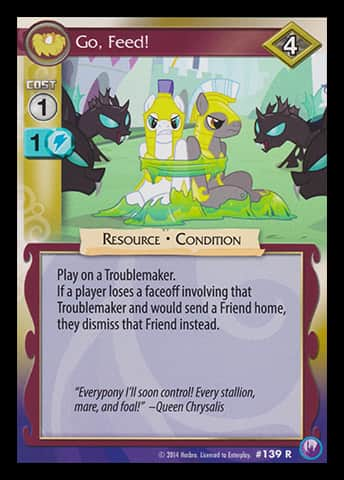 Go, Feed!
4
COST
1
1
RESOURCE • CONDITION
Play on a Troublemaker.
If a player loses a faceoff involving that
Troublemaker and would send a Friend home,
they dismiss that Friend instead.
"Everypony I'll soon control! Every stallion,
mare, and foal!" –Queen Chrysalis
© 2014 Hasbro. Licensed to Enterplay. #139 R